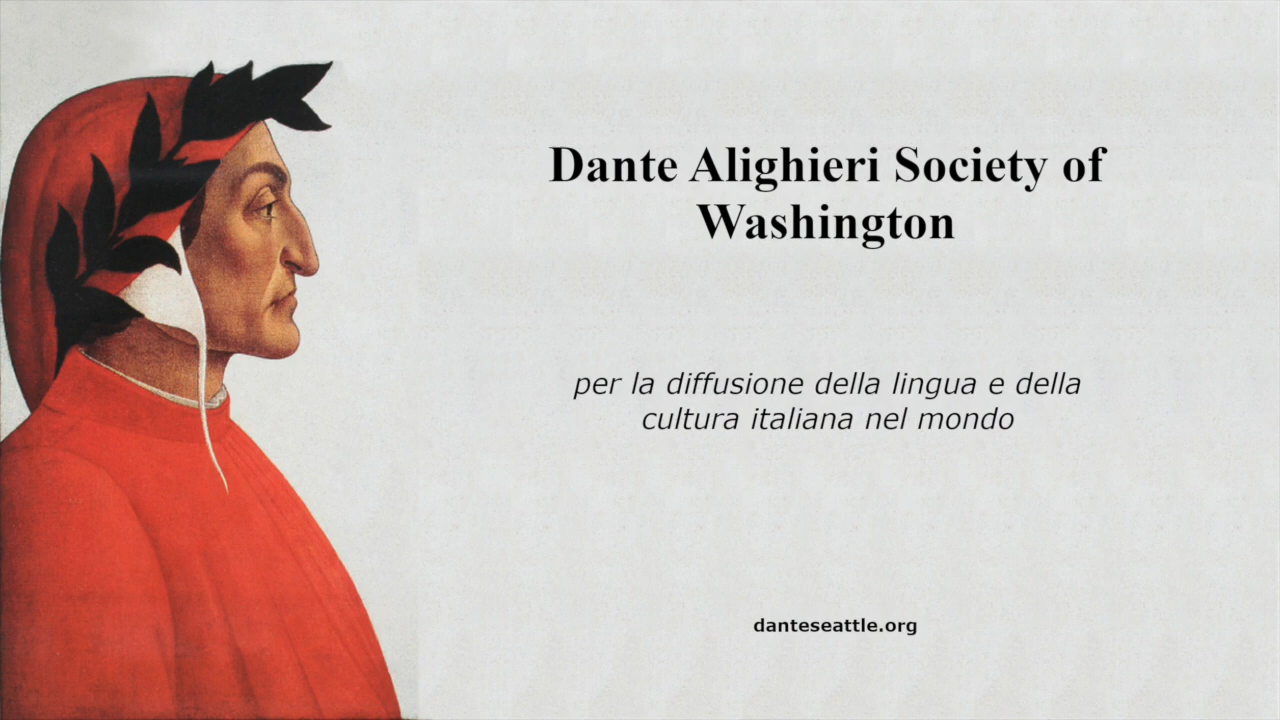 Dante Alighieri Society of
Washington
per la diffusione della lingua e della
cultura italiana nel mondo
danteseattle.org